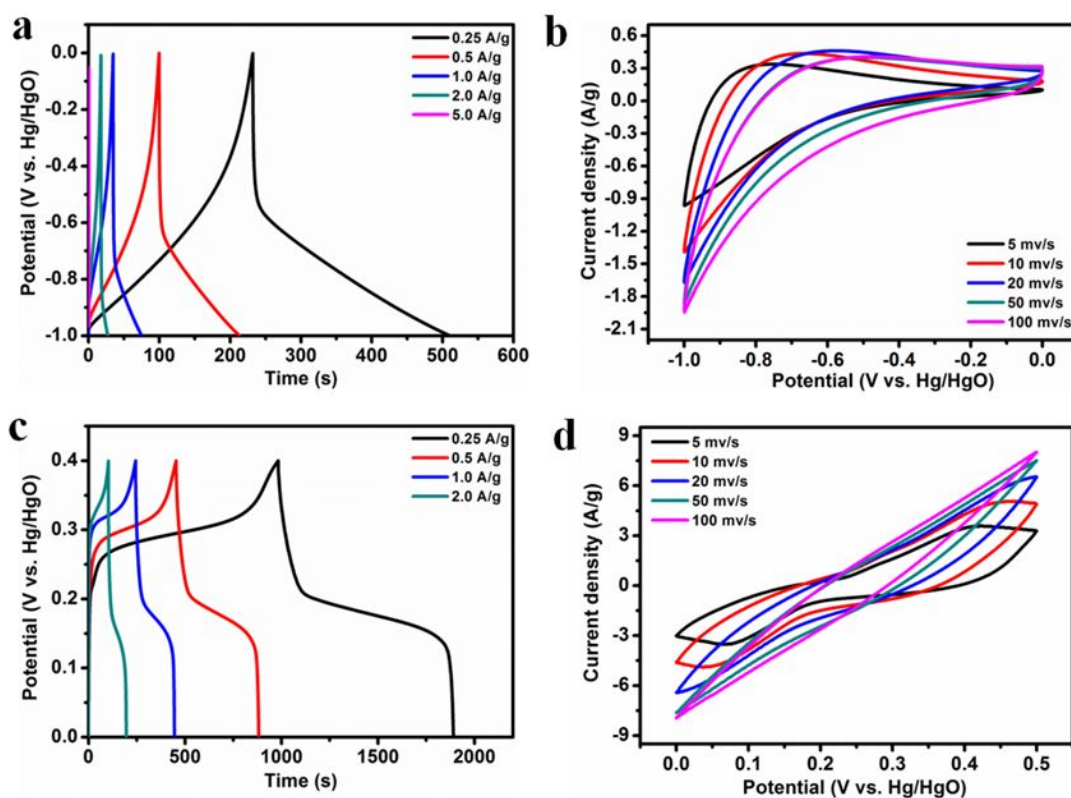 a
0.0
-0.2
-0.4
-0.6
-0.8
-1.0
Potential (V vs. Hg/HgO)
0.25 A/g
0.5 A/g
1.0 A/g
2.0 A/g
5.0 A/g
0 100 200 300 400 500 600
Time (s)
b
0.6
0.3
0.0
-0.3
-0.6
-0.9
-1.2
-1.5
-1.8
-2.1
Current density (A/g)
5 mv/s
10 mv/s
20 mv/s
50 mv/s
100 mv/s
-1.0 -0.8 -0.6 -0.4 -0.2 0.0
Potential (V vs. Hg/HgO)
c
0.4
0.3
0.2
0.1
0.0
Potential (V vs. Hg/HgO)
0.25 A/g
0.5 A/g
1.0 A/g
2.0 A/g
0 500 1000 1500 2000
Time (s)
d
9
6
3
0
-3
-6
-9
Current density (A/g)
5 mv/s
10 mv/s
20 mv/s
50 mv/s
100 mv/s
0.0 0.1 0.2 0.3 0.4 0.5
Potential (V vs. Hg/HgO)